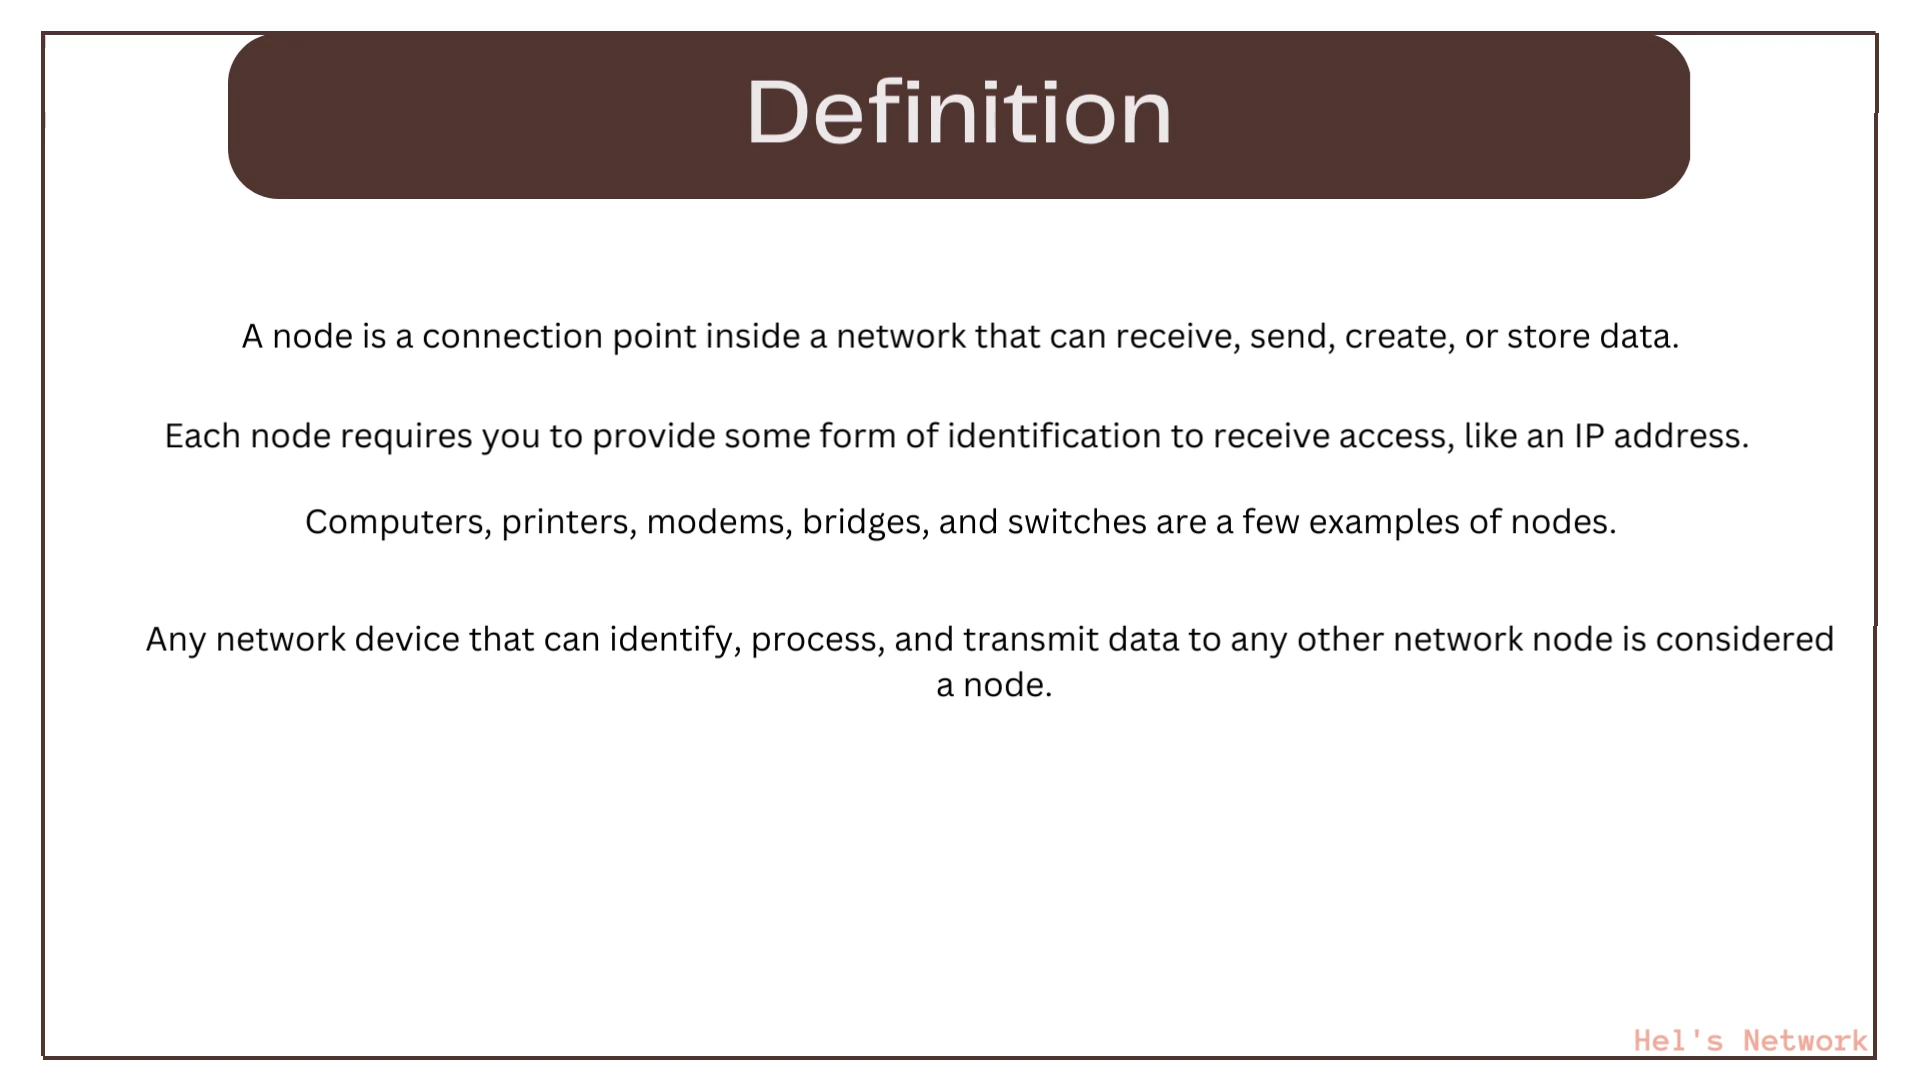 Definition
A node is a connection point inside a network that can receive, send, create, or store data.
Each node requires you to provide some form of identification to receive access, like an IP address.
Computers, printers, modems, bridges, and switches are a few examples of nodes.
Any network device that can identify, process, and transmit data to any other network node is considered
a node.
Hel's Network